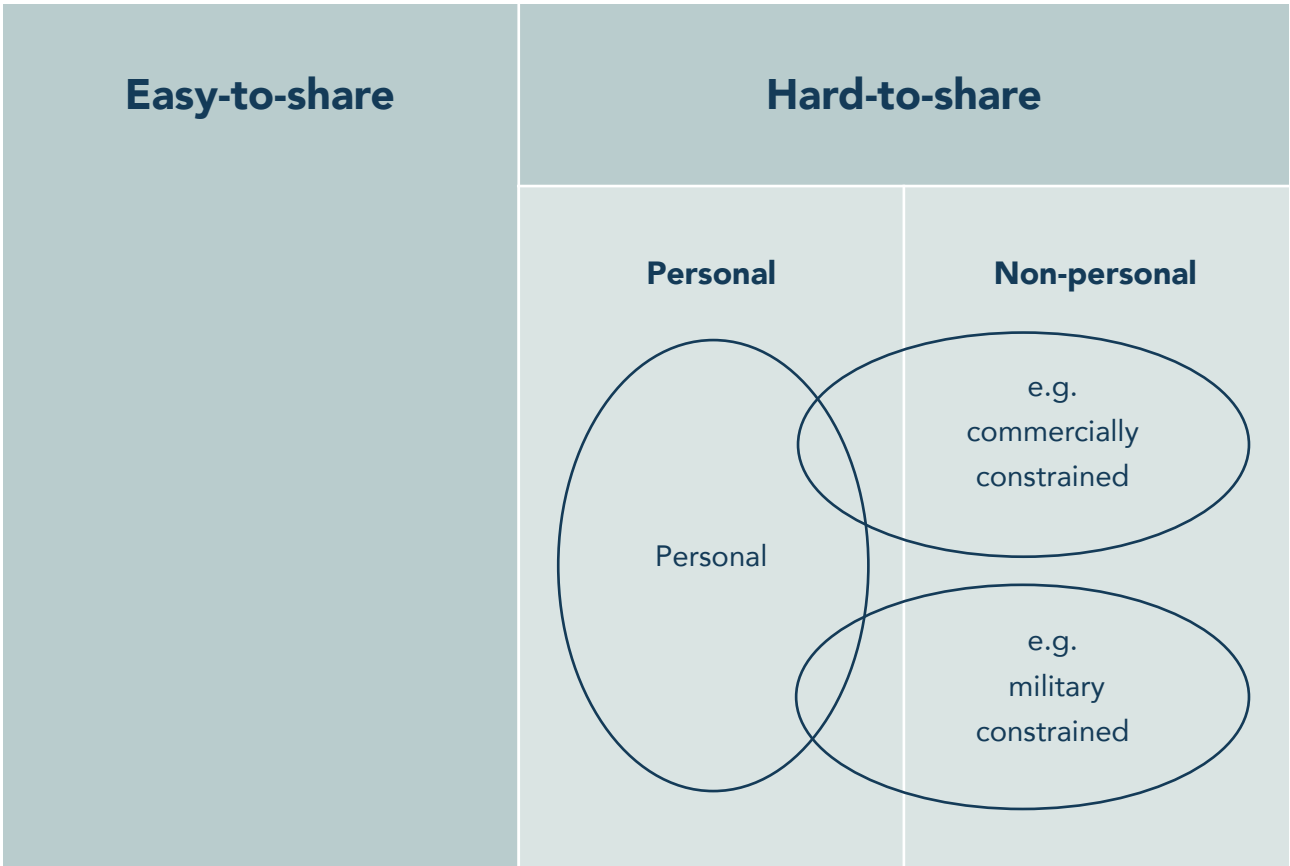 Easy-to-share
Hard-to-share
Personal
Non-personal
Personal
e.g.
commercially
constrained
e.g.
military
constrained